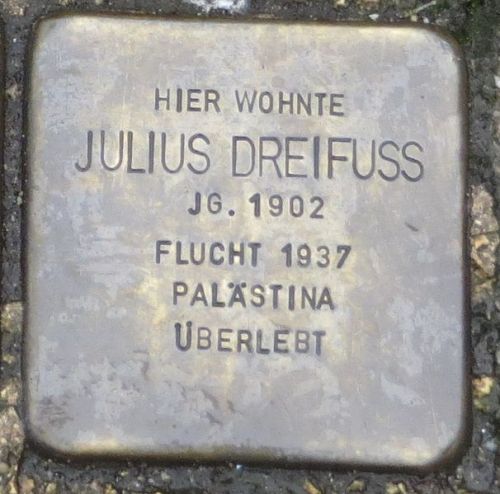 HIER WOHNTE
JULIUS DREIFUSS
JG. 1902
FLUCHT 1937
PALÄSTINA
ÜBERLEBT